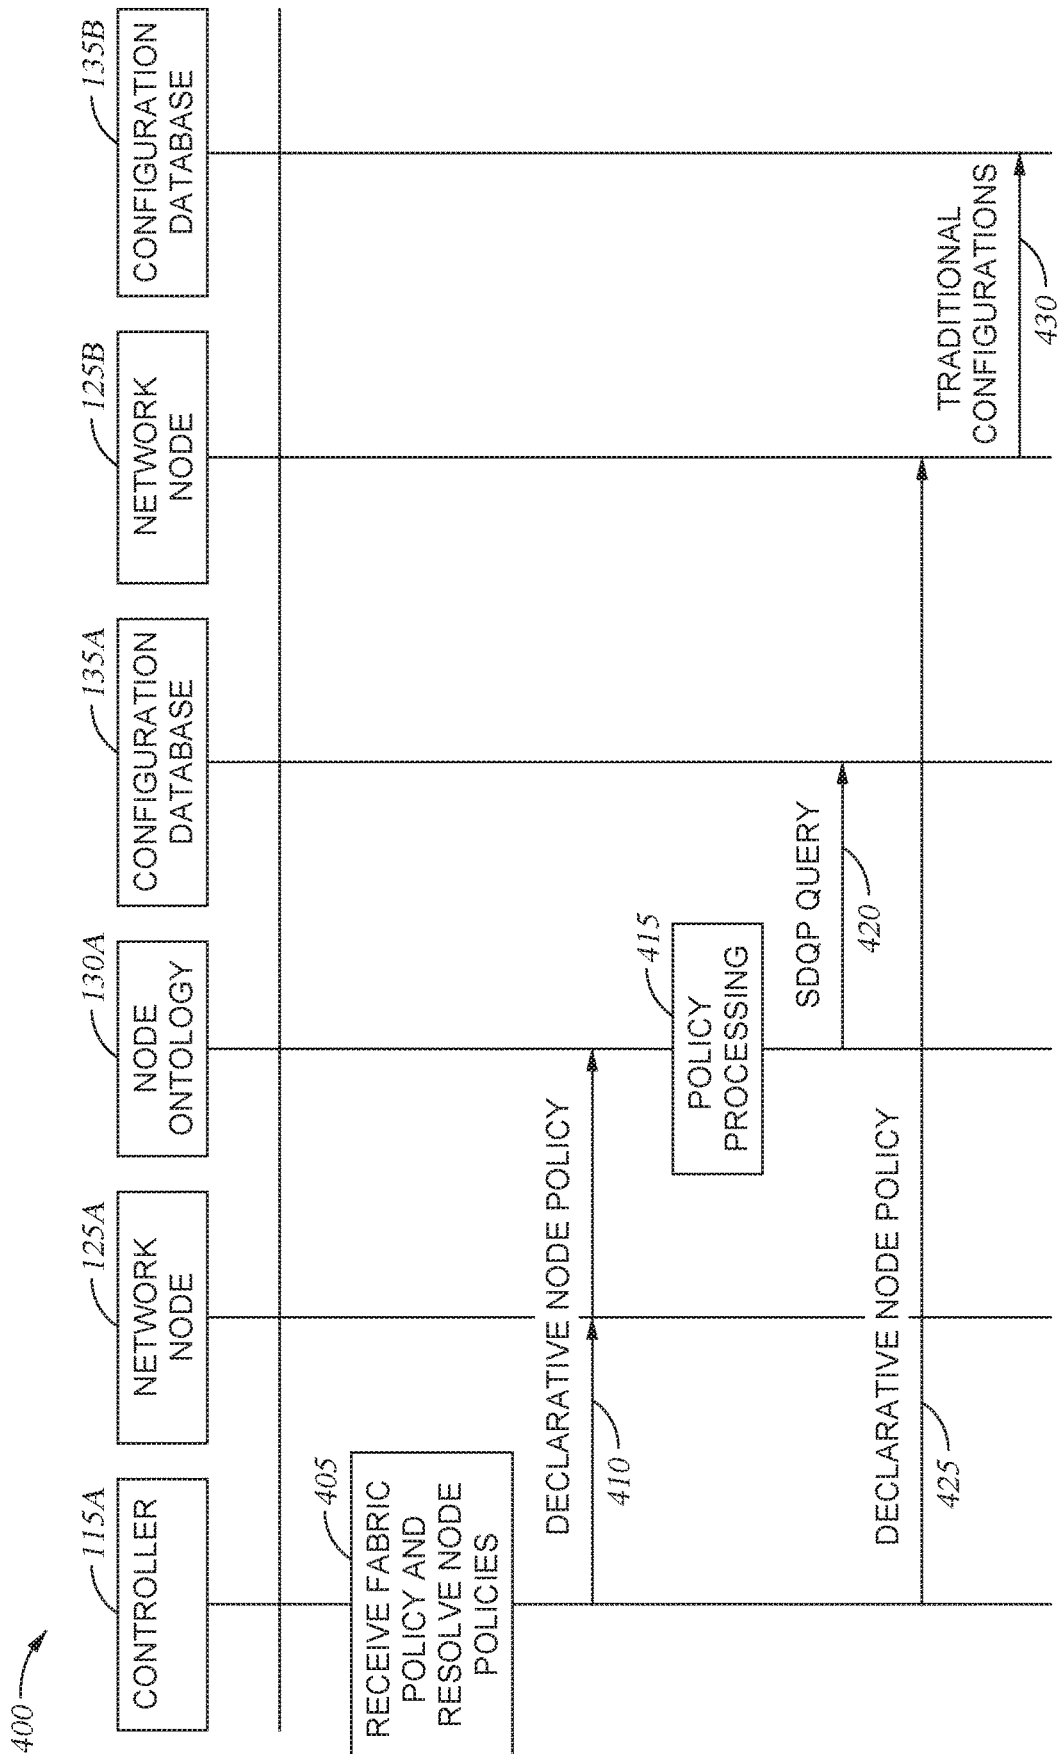 400
115A
125A
130A
135A
125B
135B
CONTROLLER
NETWORK
NODE
NODE
ONTOLOGY
CONFIGURATION
DATABASE
NETWORK
NODE
CONFIGURATION
DATABASE
405
RECEIVE FABRIC
POLICY AND
RESOLVE NODE
POLICIES
DECLARATIVE NODE POLICY
410
415
POLICY
PROCESSING
SDQP QUERY
420
DECLARATIVE NODE POLICY
425
TRADITIONAL
CONFIGURATIONS
430